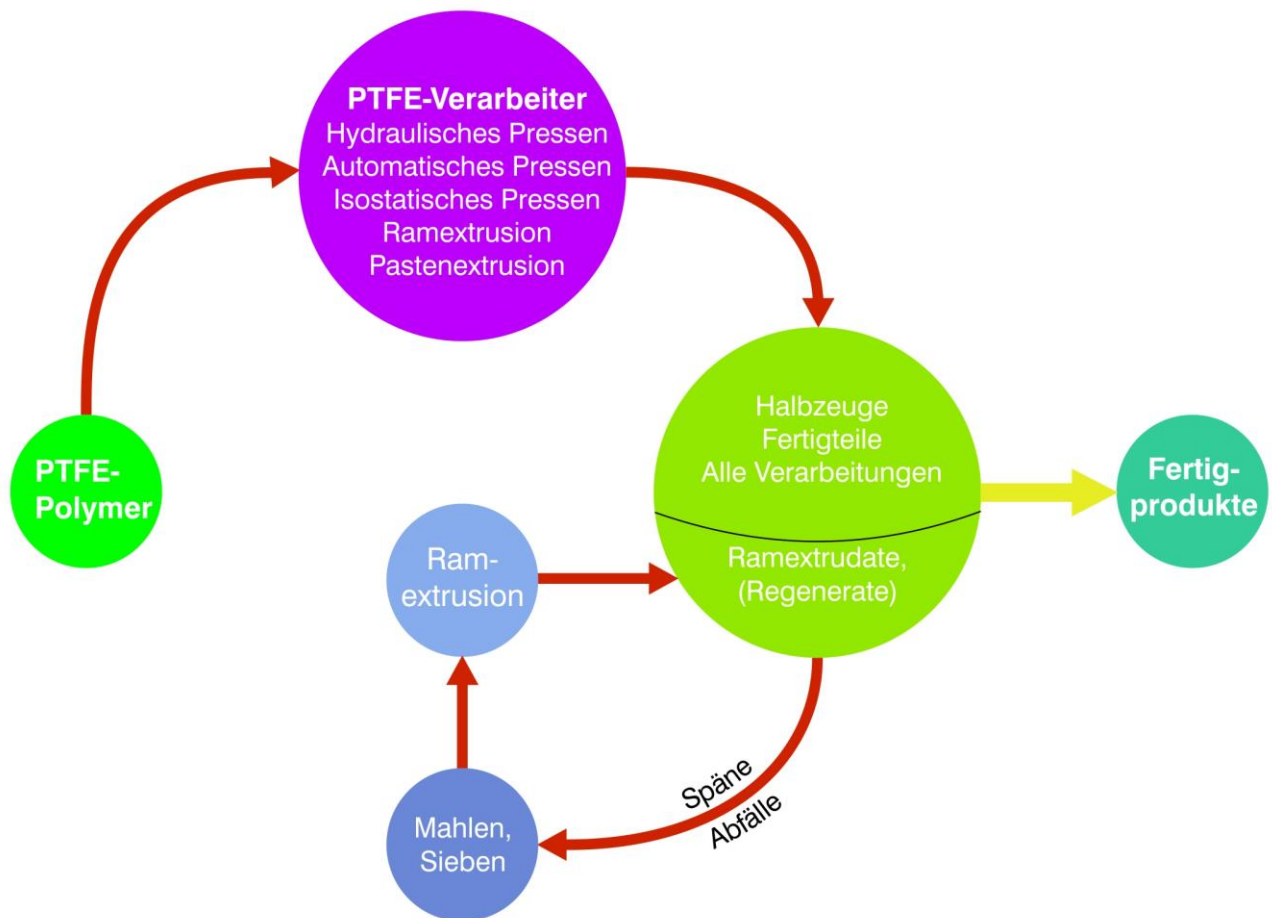 PTFE-Verarbeiter
Hydraulisches Pressen
Automatisches Pressen
Isostatisches Pressen
Ramextrusion
Pastenextrusion
PTFE-
Polymer
Halbzeuge
Fertigteile
Alle Verarbeitungen
Ramextrudate,
(Regenerate)
Fertig-
produkte
Ram-
extrusion
Späne
Abfälle
Mahlen,
Sieben